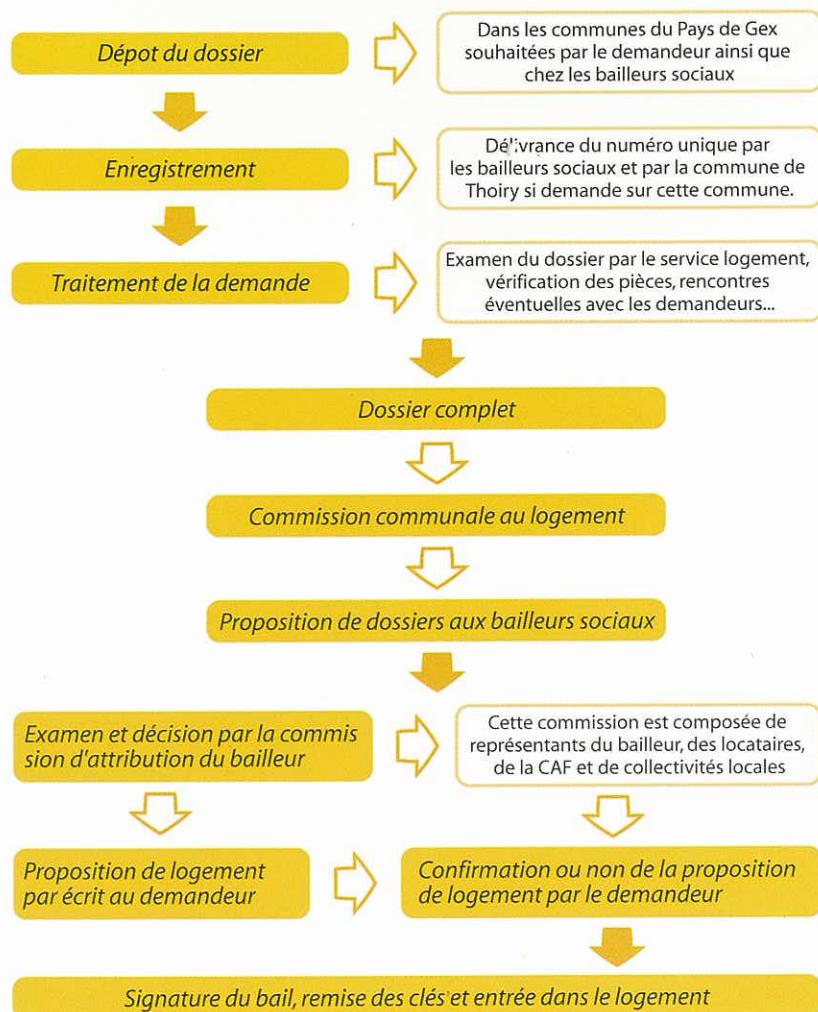 Dépot du dossier
Dans les communes du Pays de Gex
souhaitées par le demandeur ainsi que
chez les bailleurs sociaux
Enregistrement
Délivrance du numéro unique par
les bailleurs sociaux et par la commune de
Thoiry si demande sur cette commune.
Traitement de la demande
Examen du dossier par le service logement,
vérification des pièces, rencontres
éventuelles avec les demandeurs...
Dossier complet
Commission communale au logement
Proposition de dossiers aux bailleurs sociaux
Examen et décision par la commis
sion d'attribution du bailleur
Cette commission est composée de
représentants du bailleur, des locataires,
de la CAF et de collectivités locales
Proposition de logement
par écrit au demandeur
Confirmation ou non de la proposition
de logement par le demandeur
Signature du bail, remise des clés et entrée dans le logement